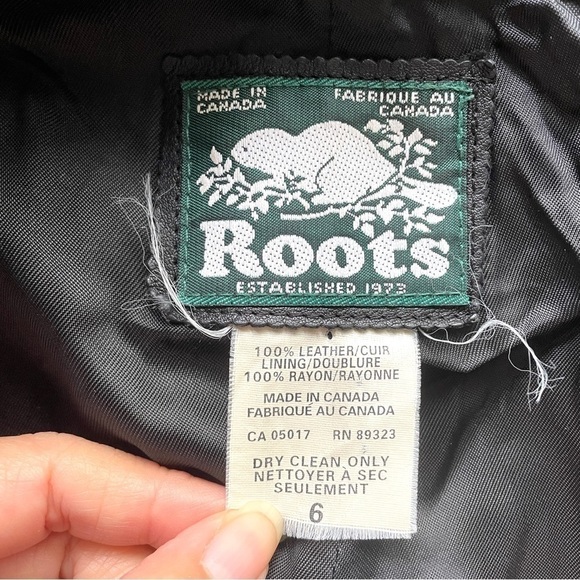 MADE IN
CANADA
FABRIQUE AU
CANADA
Roots
ESTABLISHED 1973
100% LEATHER/CUIR
LINING/DOUBLURE
100% RAYON/RAYONNE
MADE IN CANADA
FABRIQUE AU CANADA
CA 05017 RN 89323
DRY CLEAN ONLY
NETTOYER À SEC
SEULEMENT
6